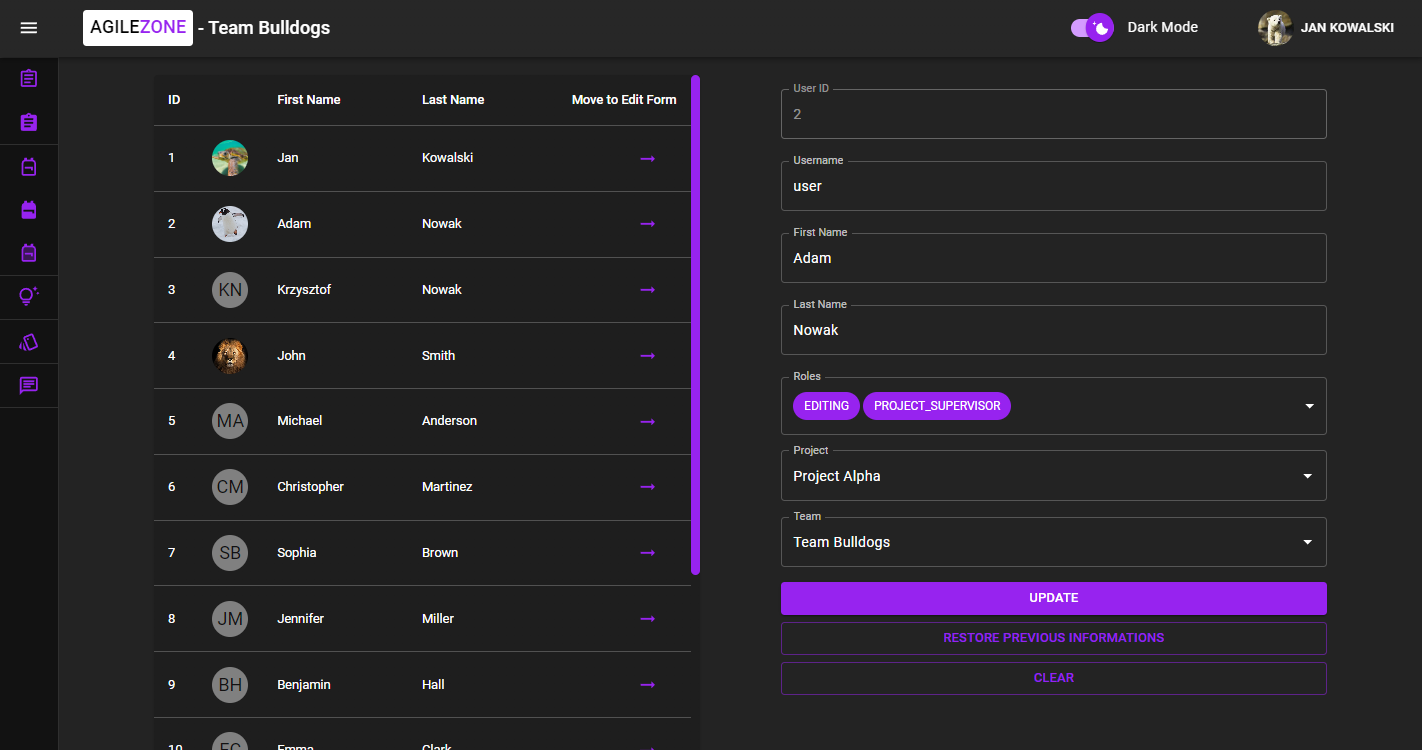 AGILEZONE - Team Bulldogs
Dark Mode
JAN KOWALSKI
ID First Name Last Name Move to Edit Form
1 Jan Kowalski →
2 Adam Nowak →
3 KN Krzysztof Nowak →
4 John Smith →
5 MA Michael Anderson →
6 CM Christopher Martinez →
7 SB Sophia Brown →
8 JM Jennifer Miller →
9 BH Benjamin Hall →
10 EC Emma Clark
User ID
2
Username
user
First Name
Adam
Last Name
Nowak
Roles
EDITING PROJECT_SUPERVISOR
Project
Project Alpha
Team
Team Bulldogs
UPDATE
RESTORE PREVIOUS INFORMATIONS
CLEAR